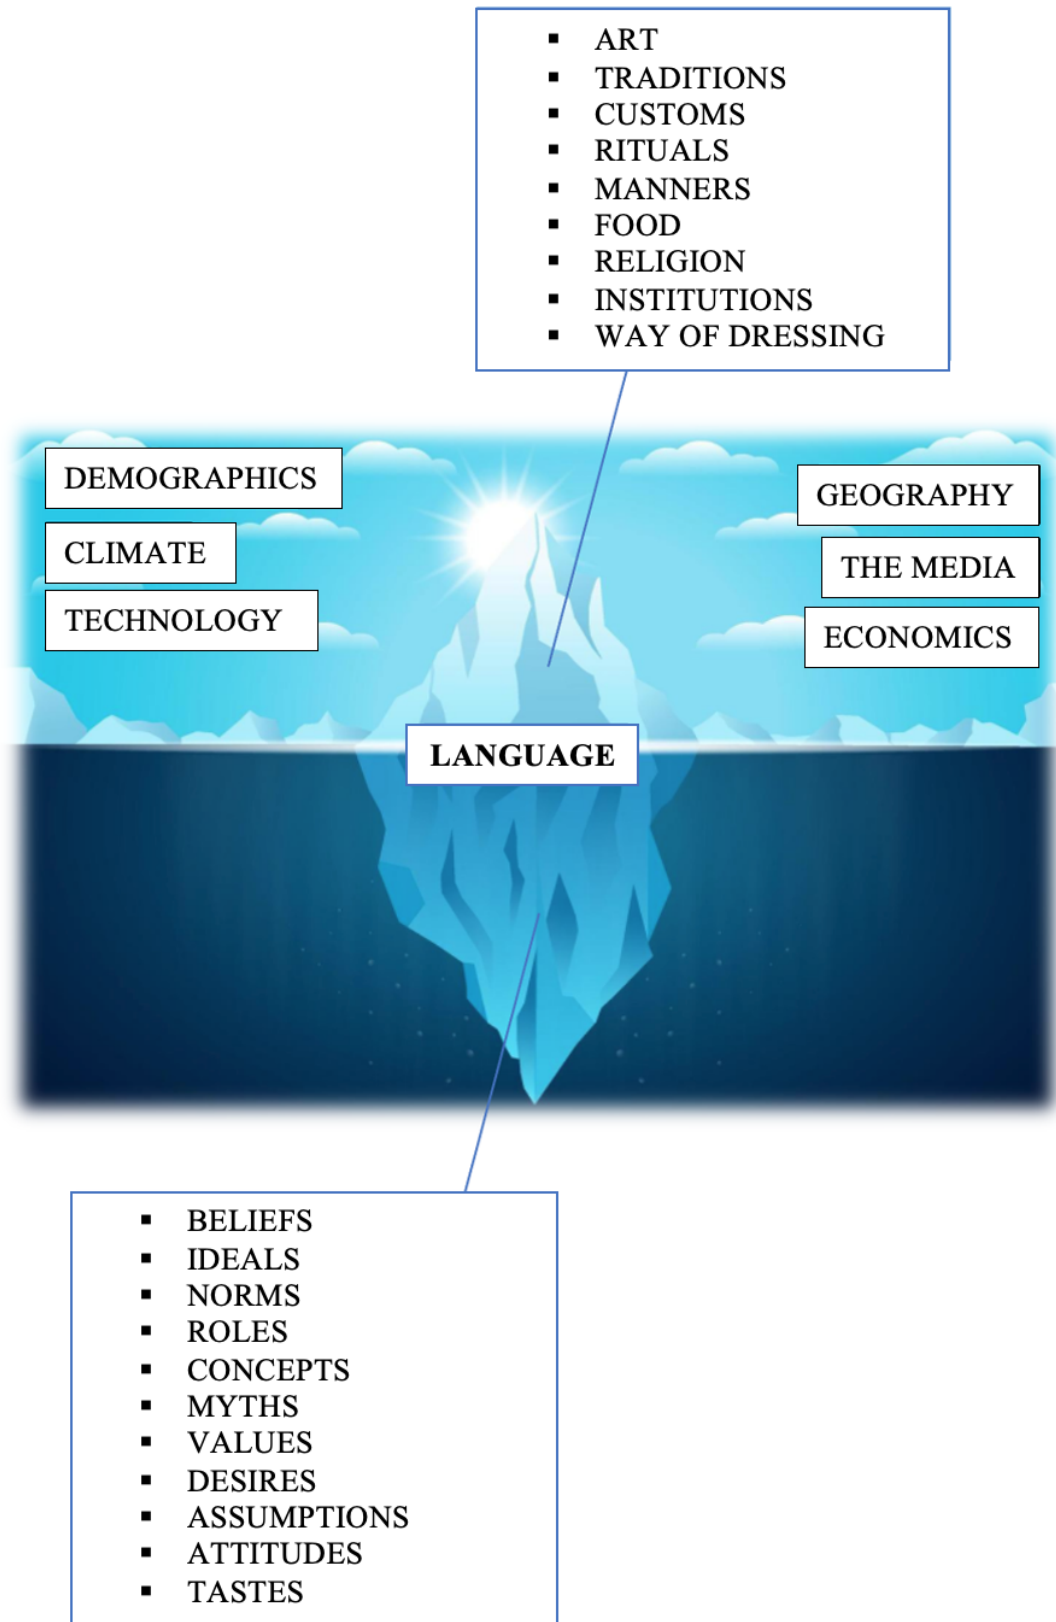 ▪ ART
▪ TRADITIONS
▪ CUSTOMS
▪ RITUALS
▪ MANNERS
▪ FOOD
▪ RELIGION
▪ INSTITUTIONS
▪ WAY OF DRESSING
DEMOGRAPHICS
CLIMATE
TECHNOLOGY
GEOGRAPHY
THE MEDIA
ECONOMICS
LANGUAGE
▪ BELIEFS
▪ IDEALS
▪ NORMS
▪ ROLES
▪ CONCEPTS
▪ MYTHS
▪ VALUES
▪ DESIRES
▪ ASSUMPTIONS
▪ ATTITUDES
▪ TASTES